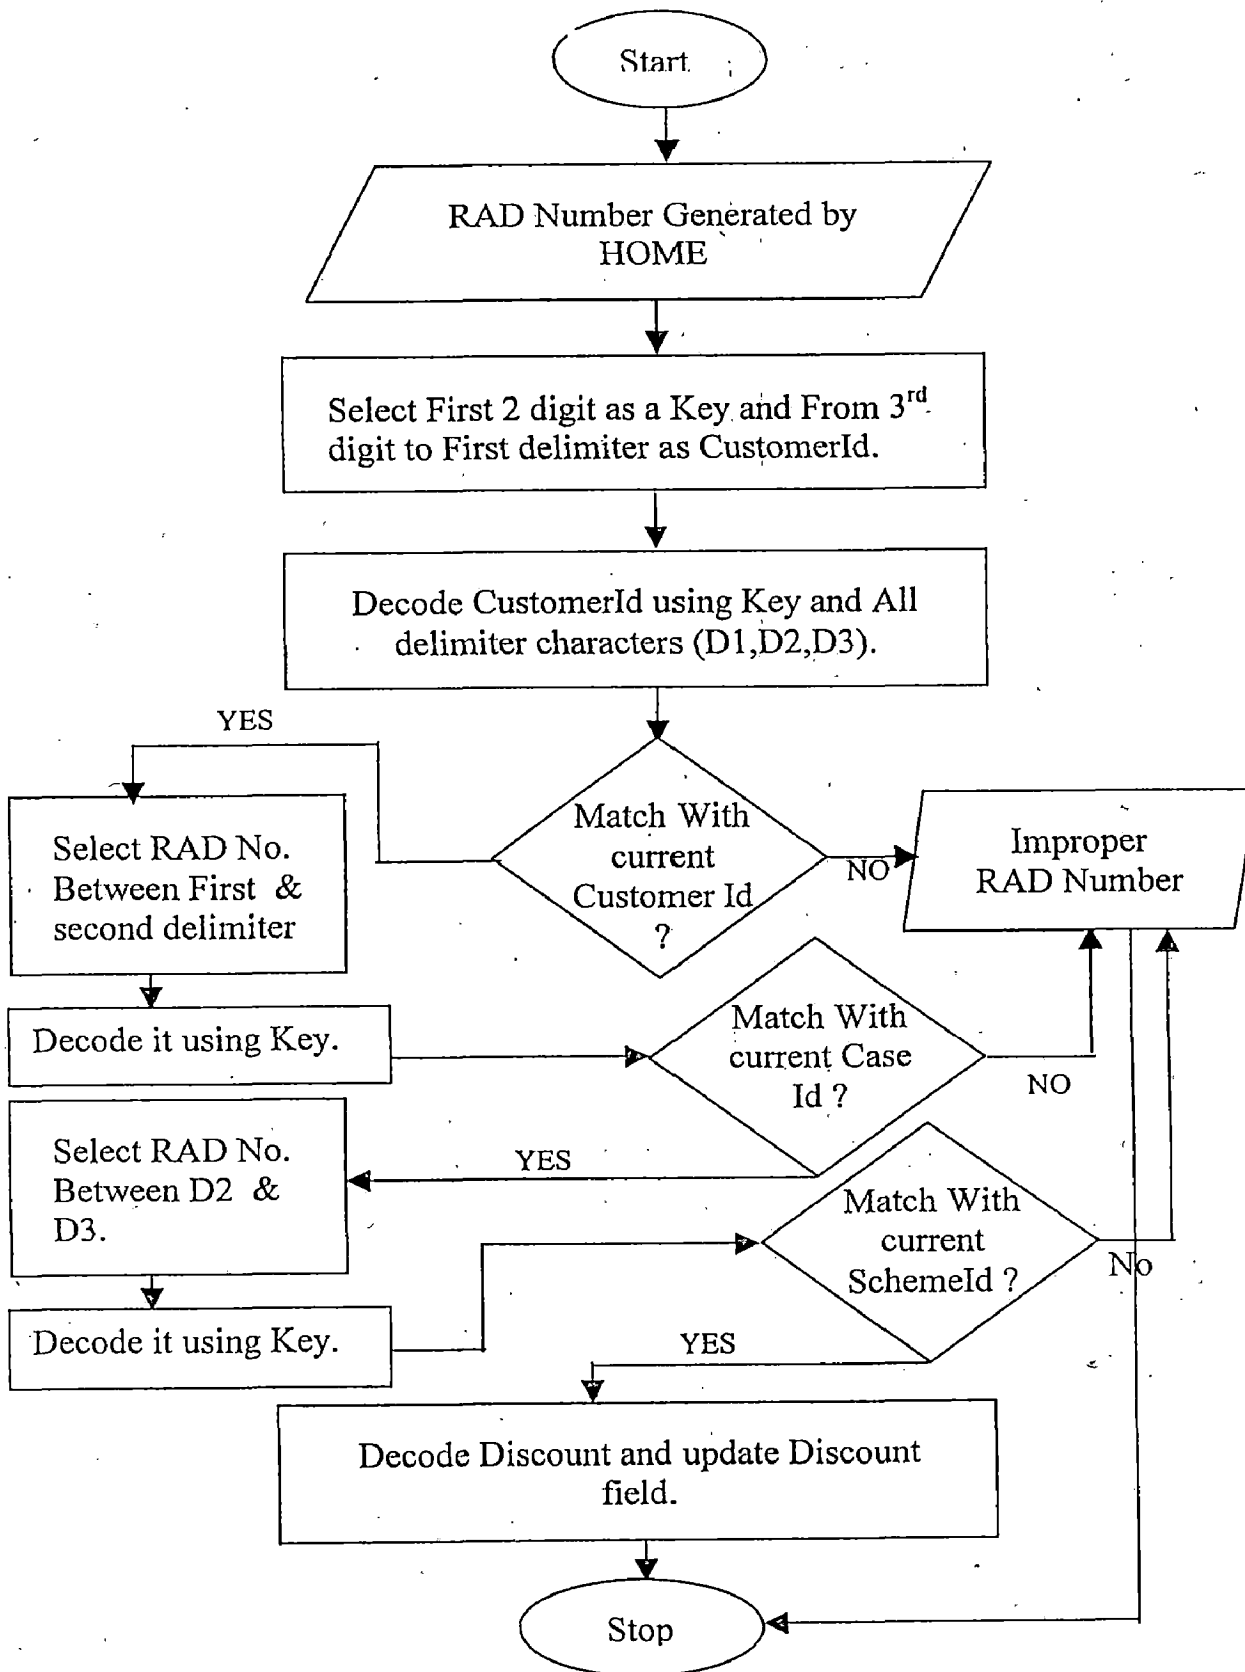 Start
RAD Number Generated by
HOME
Select First 2 digit as a Key and From 3rd
digit to First delimiter as CustomerId.
Decode CustomerId using Key and All
delimiter characters (D1,D2,D3).
YES
Match With
current
Customer Id
?
NO
Improper
RAD Number
Select RAD No.
Between First &
second delimiter
Decode it using Key.
Match With
current Case
Id ?
NO
YES
Select RAD No.
Between D2 &
D3.
Decode it using Key.
Match With
current
SchemeId ?
No
YES
Decode Discount and update Discount
field.
Stop